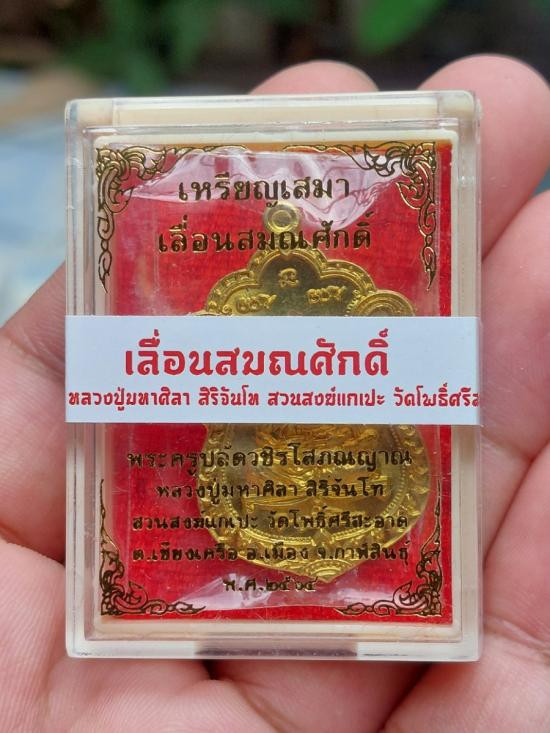 เหรียญเสมา
เลื่อนสมณศักดิ์
เลื่อนสมณศักดิ์
หลวงปู่มหาศิลา สิริจันโท สวนสงฆ์แกเปะ วัดโพธิ์ศรีส
พระครูปลัดวชิรโสภณญาณ
หลวงปู่มหาศิลา สิริจันโท
สวนสงฆ์แกเปะ วัดโพธิ์ศรีสะอาด
ต.เชียงเครือ อ.เมือง จ.กาฬสินธุ์
พ.ศ.๒๕๖๔